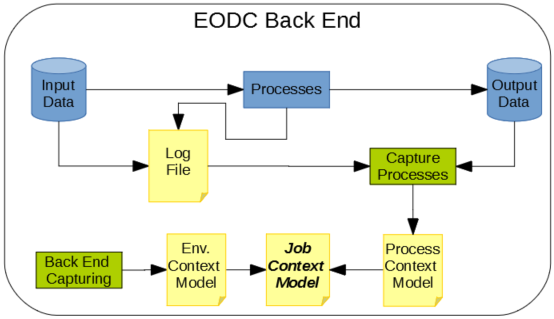 EODC Back End
Input
Data
Processes
Output
Data
Log
File
Capture
Processes
Back End
Capturing
Env.
Context
Model
Job
Context
Model
Process
Context
Model